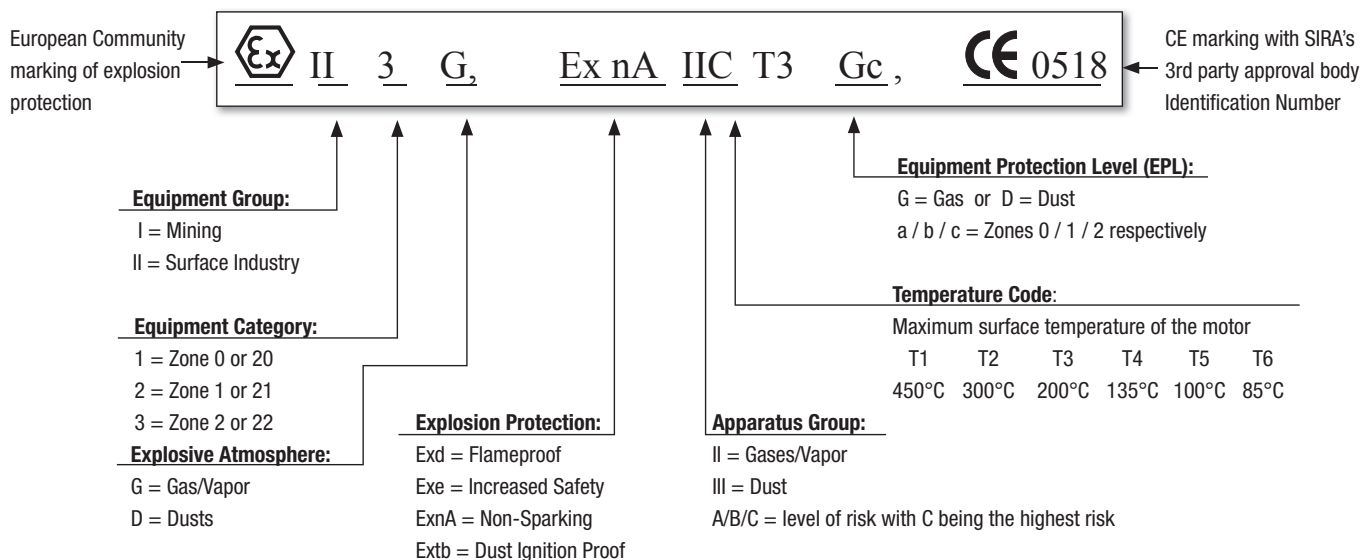 European Community
marking of explosion
protection
Ex II 3 G, Ex nA IIC T3 Gc, CE 0518
CE marking with SIRA's
3rd party approval body
Identification Number
Equipment Group:
I = Mining
II = Surface Industry
Equipment Category:
1 = Zone 0 or 20
2 = Zone 1 or 21
3 = Zone 2 or 22
Explosive Atmosphere:
G = Gas/Vapor
D = Dusts
Explosion Protection:
Exd = Flameproof
Exe = Increased Safety
ExnA = Non-Sparking
Extb = Dust Ignition Proof
Apparatus Group:
II = Gases/Vapor
III = Dust
A/B/C = level of risk with C being the highest risk
Equipment Protection Level (EPL):
G = Gas or D = Dust
a / b / c = Zones 0 / 1 / 2 respectively
Temperature Code:
Maximum surface temperature of the motor
T1 T2 T3 T4 T5 T6
450°C 300°C 200°C 135°C 100°C 85°C